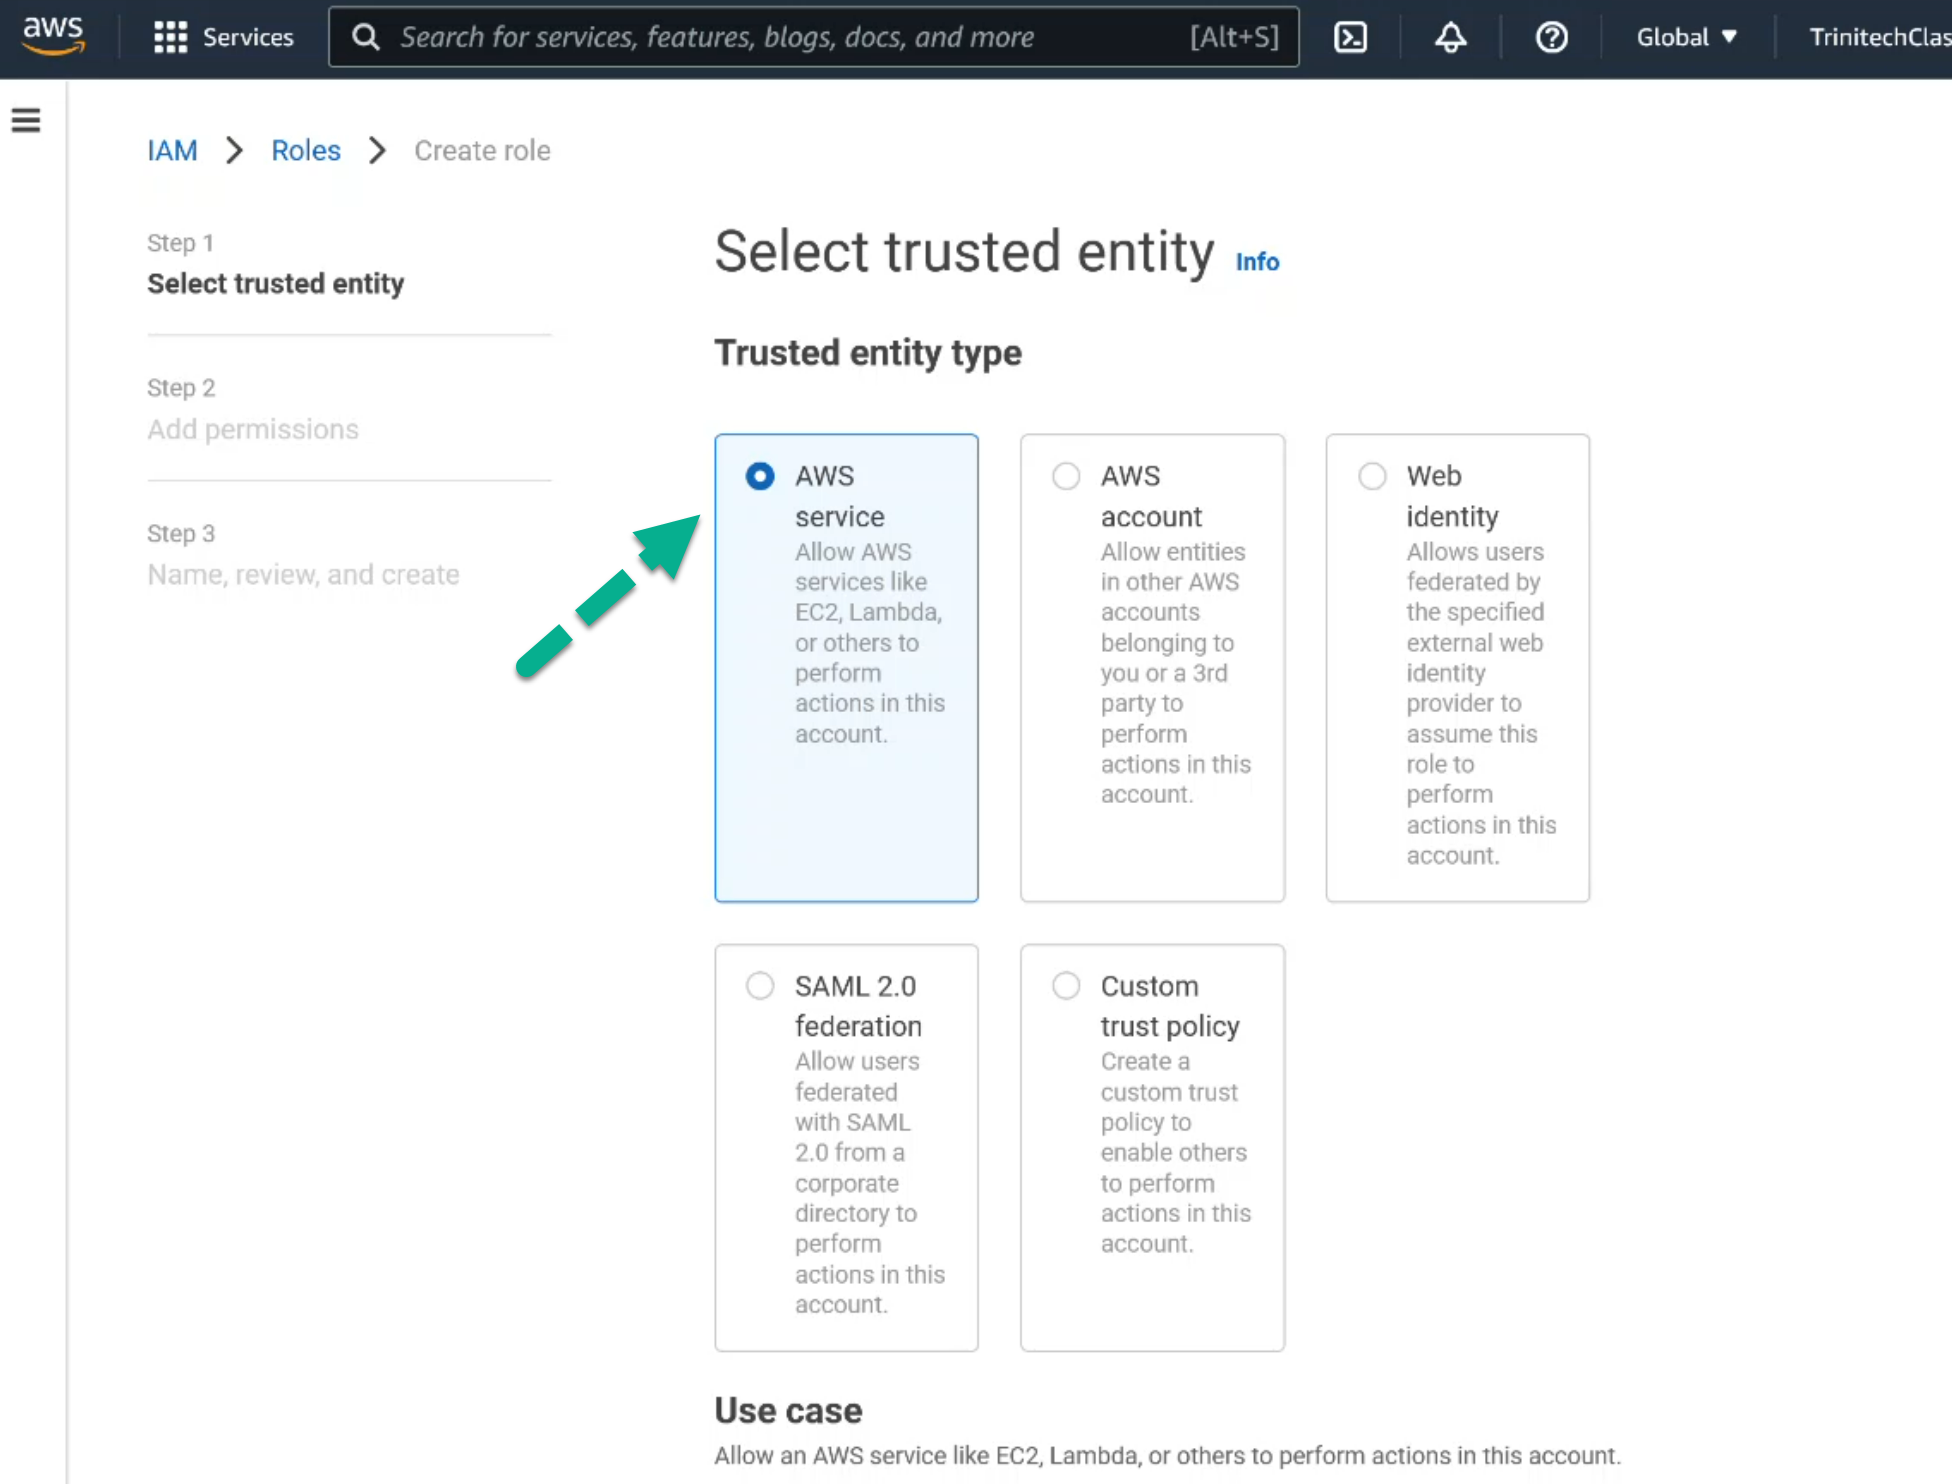 aws Services Search for services, features, blogs, docs, and more [Alt+S] Global TrinitechClas
IAM Roles Create role
Step 1
Select trusted entity
Step 2
Add permissions
Step 3
Name, review, and create
Select trusted entity Info
Trusted entity type
AWS
service
Allow AWS
services like
EC2, Lambda,
or others to
perform
actions in this
account.
AWS
account
Allow entities
in other AWS
accounts
belonging to
you or a 3rd
party to
perform
actions in this
account.
Web
identity
Allows users
federated by
the specified
external web
identity
provider to
assume this
role to
perform
actions in this
account.
SAML 2.0
federation
Allow users
federated
with SAML
2.0 from a
corporate
directory to
perform
actions in this
account.
Custom
trust policy
Create a
custom trust
policy to
enable others
to perform
actions in this
account.
Use case
Allow an AWS service like EC2, Lambda, or others to perform actions in this account.